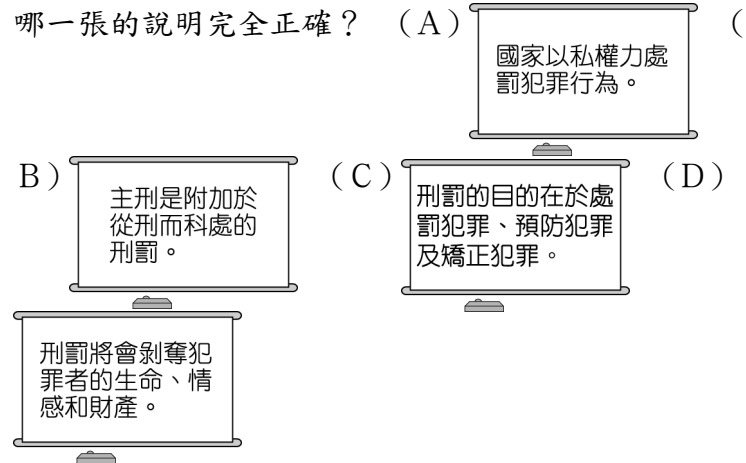 哪一張的說明完全正確？（A）
國家以私權力處
罰犯罪行為。
（
B）
主刑是附加於
從刑而科處的
刑罰。
（C）
刑罰的目的在於處
罰犯罪、預防犯罪
及矯正犯罪。
（D）
刑罰將會剝奪犯
罪者的生命、情
感和財產。